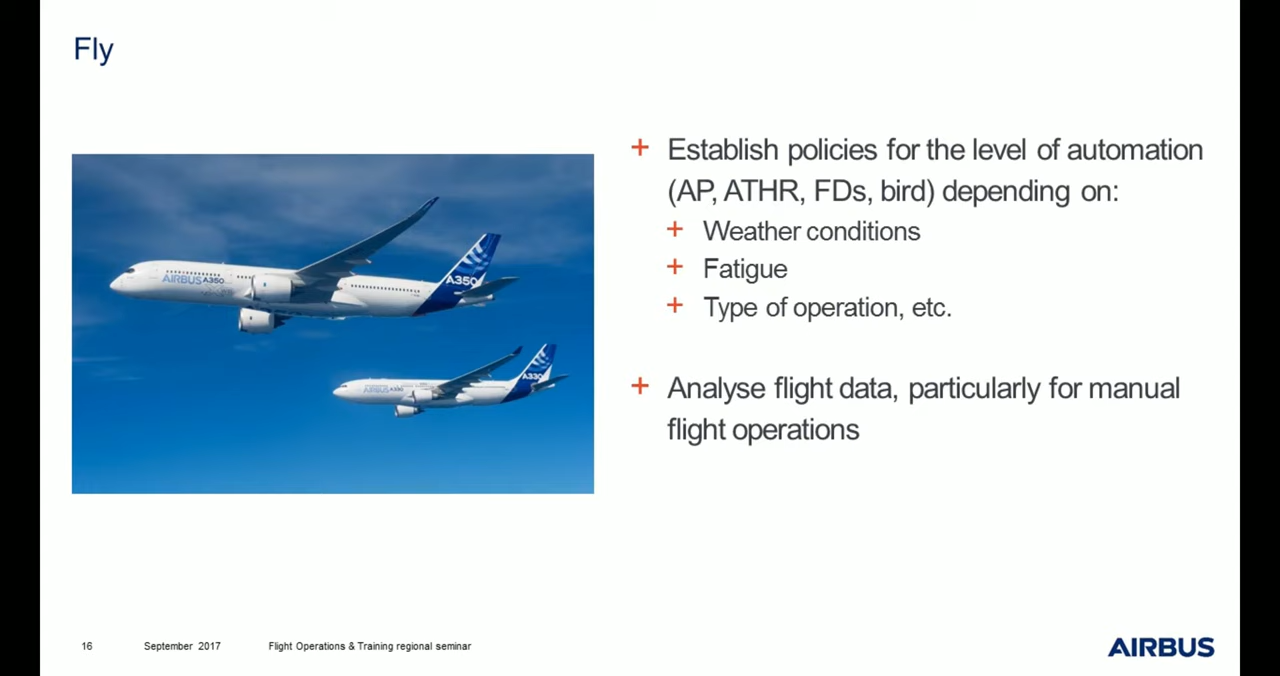 Fly
+ Establish policies for the level of automation
(AP, ATHR, FDs, bird) depending on:
+ Weather conditions
+ Fatigue
+ Type of operation, etc.
AIRBUS A350
A350
AIRBUS A330
A330
+ Analyse flight data, particularly for manual
flight operations
16 September 2017 Flight Operations & Training regional seminar
AIRBUS